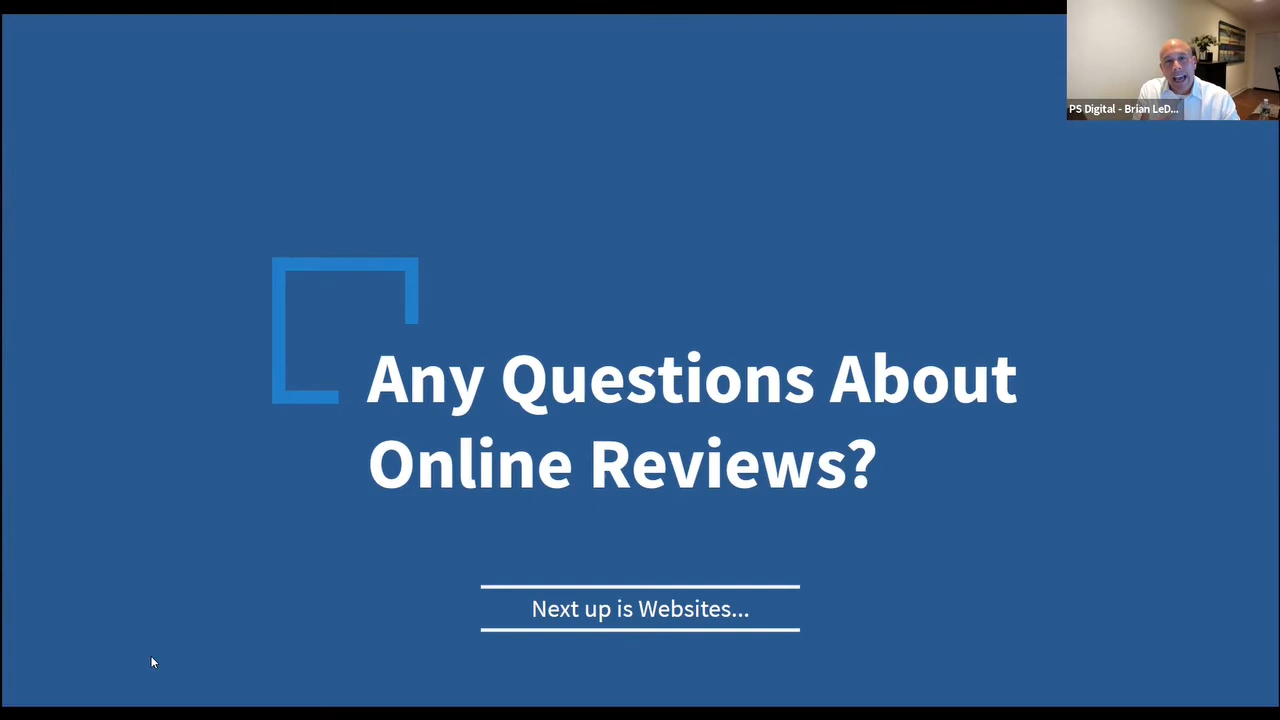 PS Digital - Brian LeD...
Any Questions About
Online Reviews?
Next up is Websites...